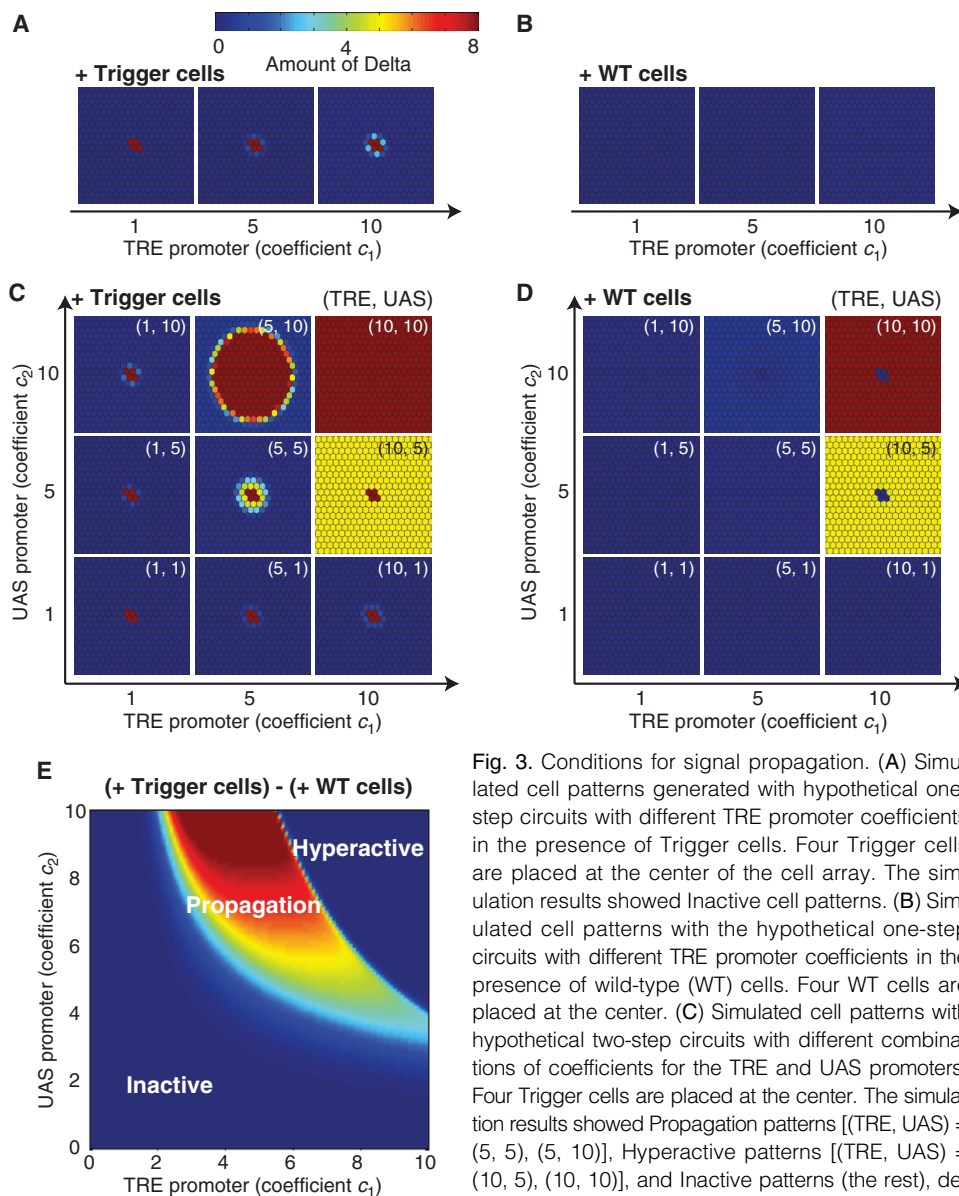 A
0 4 8
Amount of Delta
+ Trigger cells
1 5 10
TRE promoter (coefficient c1)
B
+ WT cells
1 5 10
TRE promoter (coefficient c1)
C
+ Trigger cells (TRE, UAS)
(1, 10) (5, 10) (10, 10)
(1, 5) (5, 5) (10, 5)
(1, 1) (5, 1) (10, 1)
10
5
1
UAS promoter (coefficient c2)
1 5 10
TRE promoter (coefficient c1)
D
+ WT cells (TRE, UAS)
(1, 10) (5, 10) (10, 10)
(1, 5) (5, 5) (10, 5)
(1, 1) (5, 1) (10, 1)
10
5
1
UAS promoter (coefficient c2)
1 5 10
TRE promoter (coefficient c1)
E
(+ Trigger cells) - (+ WT cells)
10
8
6
4
2
0
UAS promoter (coefficient c2)
Hyperactive
Propagation
Inactive
0 2 4 6 8 10
TRE promoter (coefficient c1)
Fig. 3. Conditions for signal propagation. (A) Simu
lated cell patterns generated with hypothetical one
step circuits with different TRE promoter coefficients
in the presence of Trigger cells. Four Trigger cells
are placed at the center of the cell array. The sim
ulation results showed Inactive cell patterns. (B) Sim
ulated cell patterns with the hypothetical one-step
circuits with different TRE promoter coefficients in the
presence of wild-type (WT) cells. Four WT cells are
placed at the center. (C) Simulated cell patterns with
hypothetical two-step circuits with different combina
tions of coefficients for the TRE and UAS promoters
Four Trigger cells are placed at the center. The simula
tion results showed Propagation patterns [(TRE, UAS) =
(5, 5), (5, 10)], Hyperactive patterns [(TRE, UAS) =
(10, 5), (10, 10)], and Inactive patterns (the rest), de